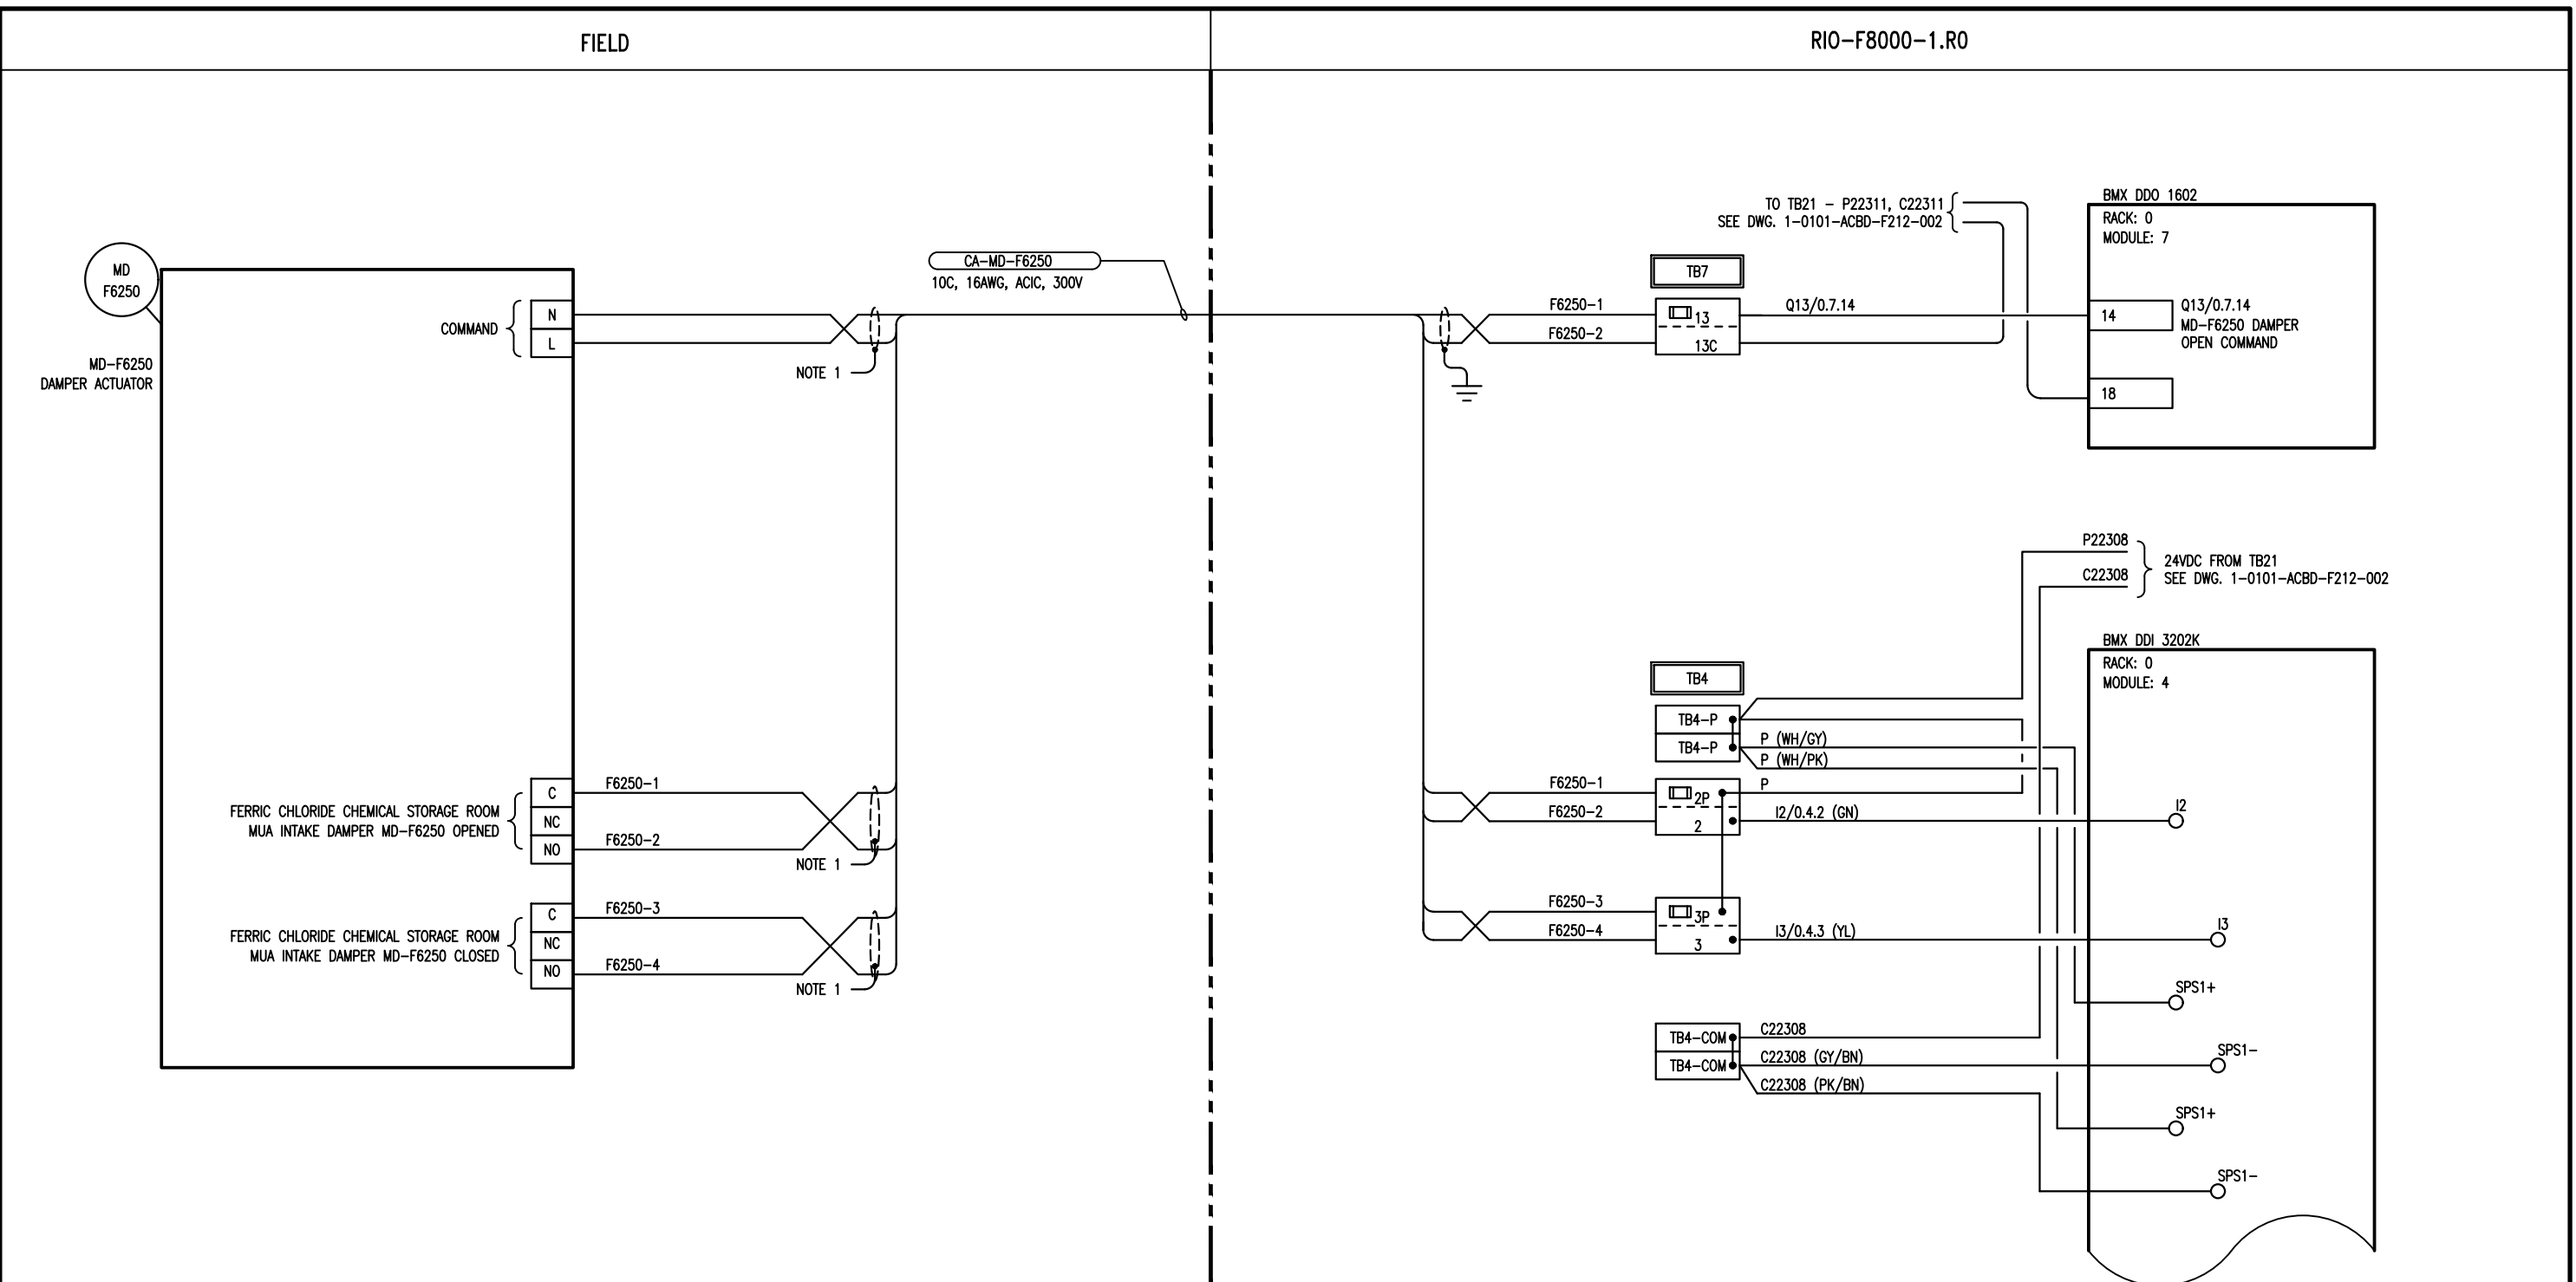 FIELD
RIO-F8000-1.R0
MD
F6250
MD-F6250
DAMPER ACTUATOR
COMMAND
N
L
NOTE 1
CA-MD-F6250
10C, 16AWG, ACIC, 300V
FERRIC CHLORIDE CHEMICAL STORAGE ROOM
MUA INTAKE DAMPER MD-F6250 OPENED
C
NC
NO
F6250-1
F6250-2
NOTE 1
FERRIC CHLORIDE CHEMICAL STORAGE ROOM
MUA INTAKE DAMPER MD-F6250 CLOSED
C
NC
NO
F6250-3
F6250-4
NOTE 1
TO TB21 - P22311, C22311
SEE DWG. 1-0101-ACBD-F212-002
TB7
F6250-1
F6250-2
13
13C
Q13/0.7.14
BMX DDO 1602
RACK: 0
MODULE: 7
14
Q13/0.7.14
MD-F6250 DAMPER
OPEN COMMAND
18
P22308
C22308
24VDC FROM TB21
SEE DWG. 1-0101-ACBD-F212-002
TB4
TB4-P
TB4-P
P (WH/GY)
P (WH/PK)
F6250-1
F6250-2
2P
2
P
I2/0.4.2 (GN)
F6250-3
F6250-4
3P
3
I3/0.4.3 (YL)
TB4-COM
TB4-COM
C22308
C22308 (GY/BN)
C22308 (PK/BN)
BMX DDI 3202K
RACK: 0
MODULE: 4
I2
I3
SPS1+
SPS1-
SPS1+
SPS1-